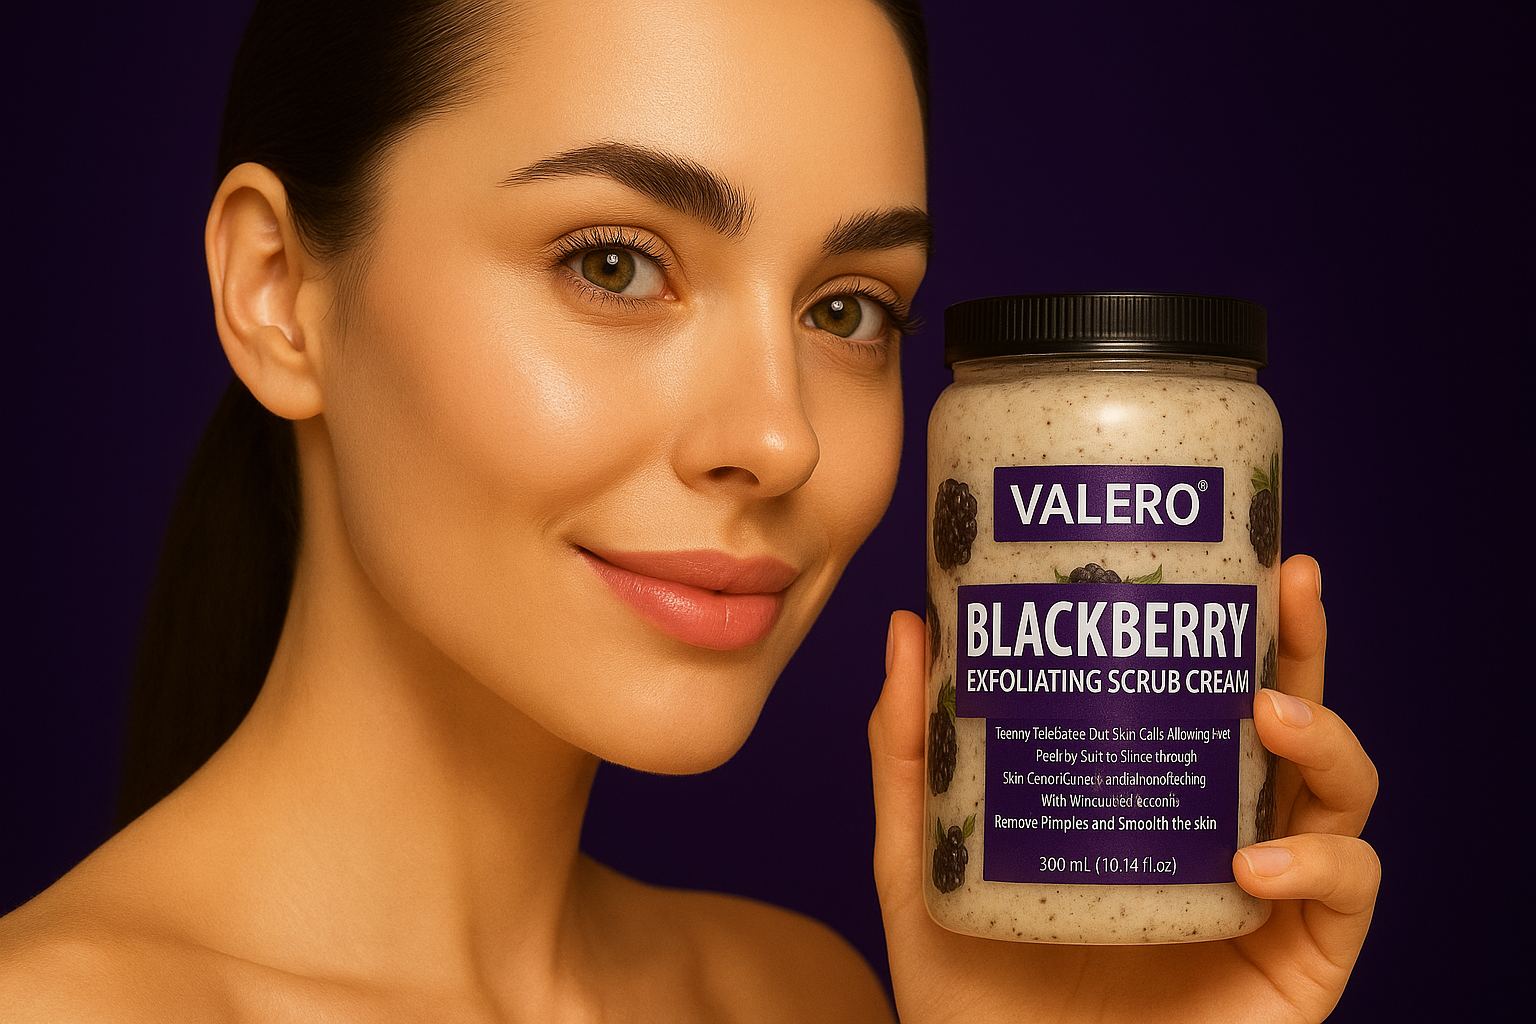 VALERO®
BLACKBERRY
EXFOLIATING SCRUB CREAM
Teenny Telebatee Dut Skin Calls Allowing
Peelrby Suit to Slince through
Skin
With
Remove Pimples and Smoolth the skin
300 mL (10.14 fl.oz)